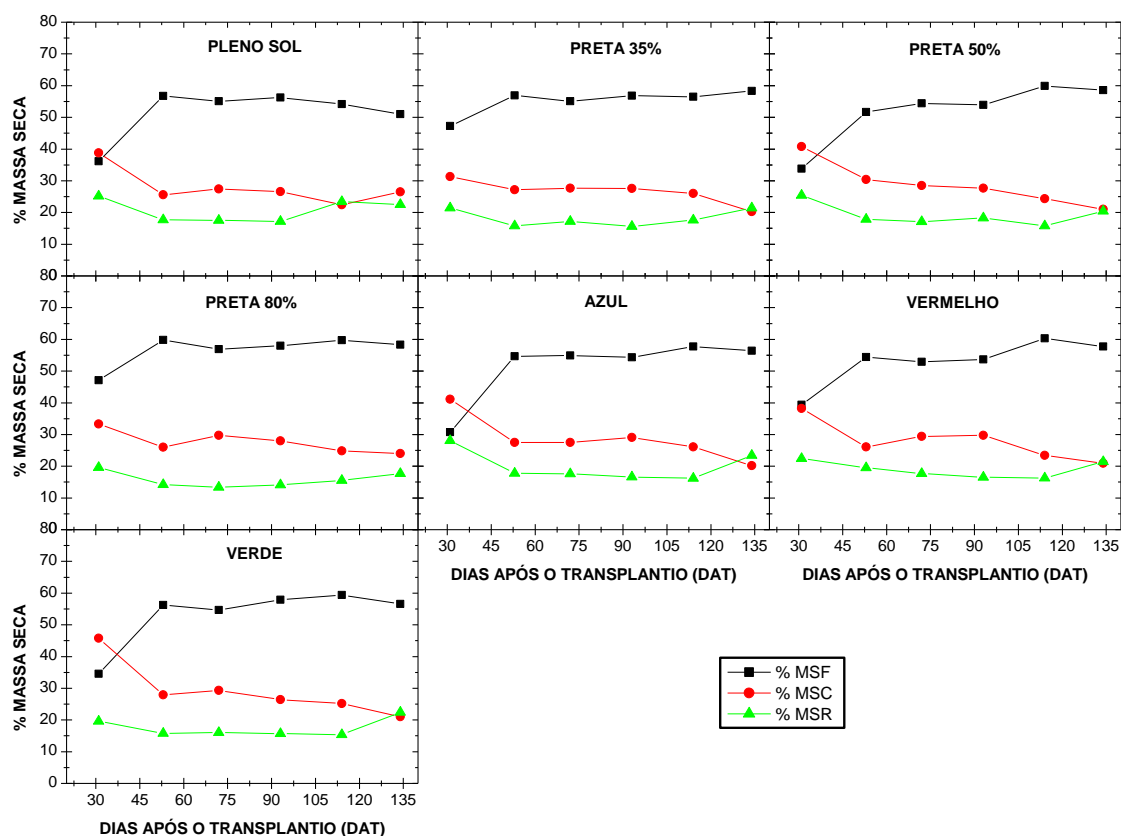 PLENO SOL
PRETA 35%
PRETA 50%
80
70
60
50
40
30
20
10
0
% MASSA SECA
PRETA 80%
AZUL
VERMELHO
80
70
60
50
40
30
20
10
0
% MASSA SECA
30 45 60 75 90 105 120 135
30 45 60 75 90 105 120 135
DIAS APÓS O TRANSPLANTIO (DAT)
DIAS APÓS O TRANSPLANTIO (DAT)
VERDE
80
70
60
50
40
30
20
10
0
% MASSA SECA
30 45 60 75 90 105 120 135
DIAS APÓS O TRANSPLANTIO (DAT)
% MSF
% MSC
% MSR